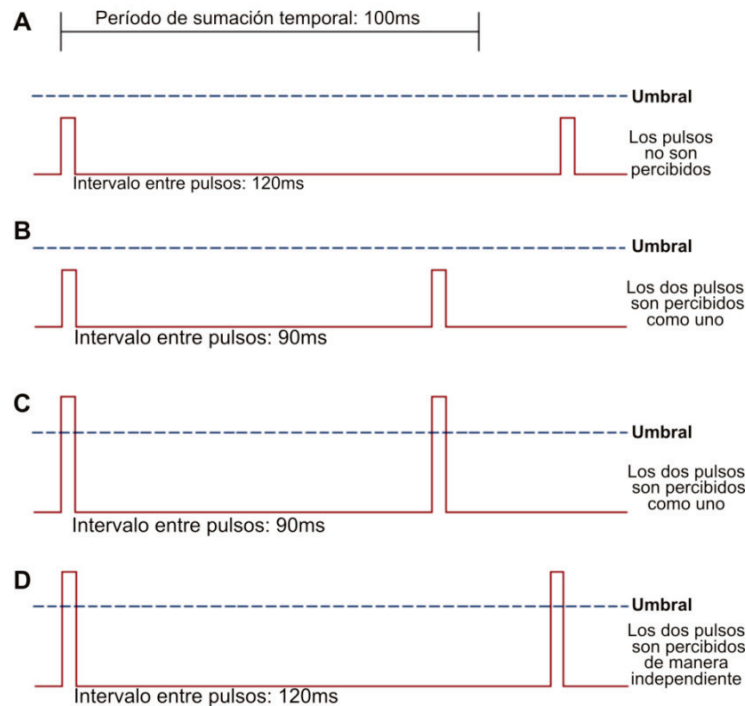 A
Período de sumación temporal: 100ms
Umbral
Los pulsos
no son
percibidos
Intervalo entre pulsos: 120ms
B
Umbral
Los dos pulsos
son percibidos
como uno
Intervalo entre pulsos: 90ms
C
Umbral
Los dos pulsos
son percibidos
como uno
Intervalo entre pulsos: 90ms
D
Umbral
Los dos pulsos
son percibidos
de manera
independiente
Intervalo entre pulsos: 120ms